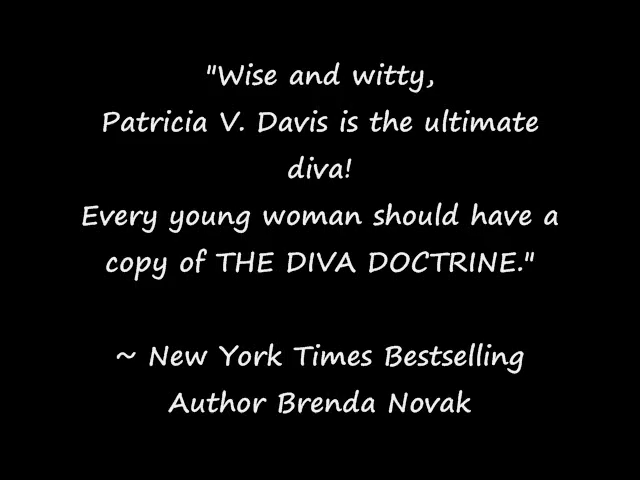 "Wise and witty,
Patricia V. Davis is the ultimate
diva!
Every young woman should have a
copy of THE DIVA DOCTRINE."
~ New York Times Bestselling
Author Brenda Novak